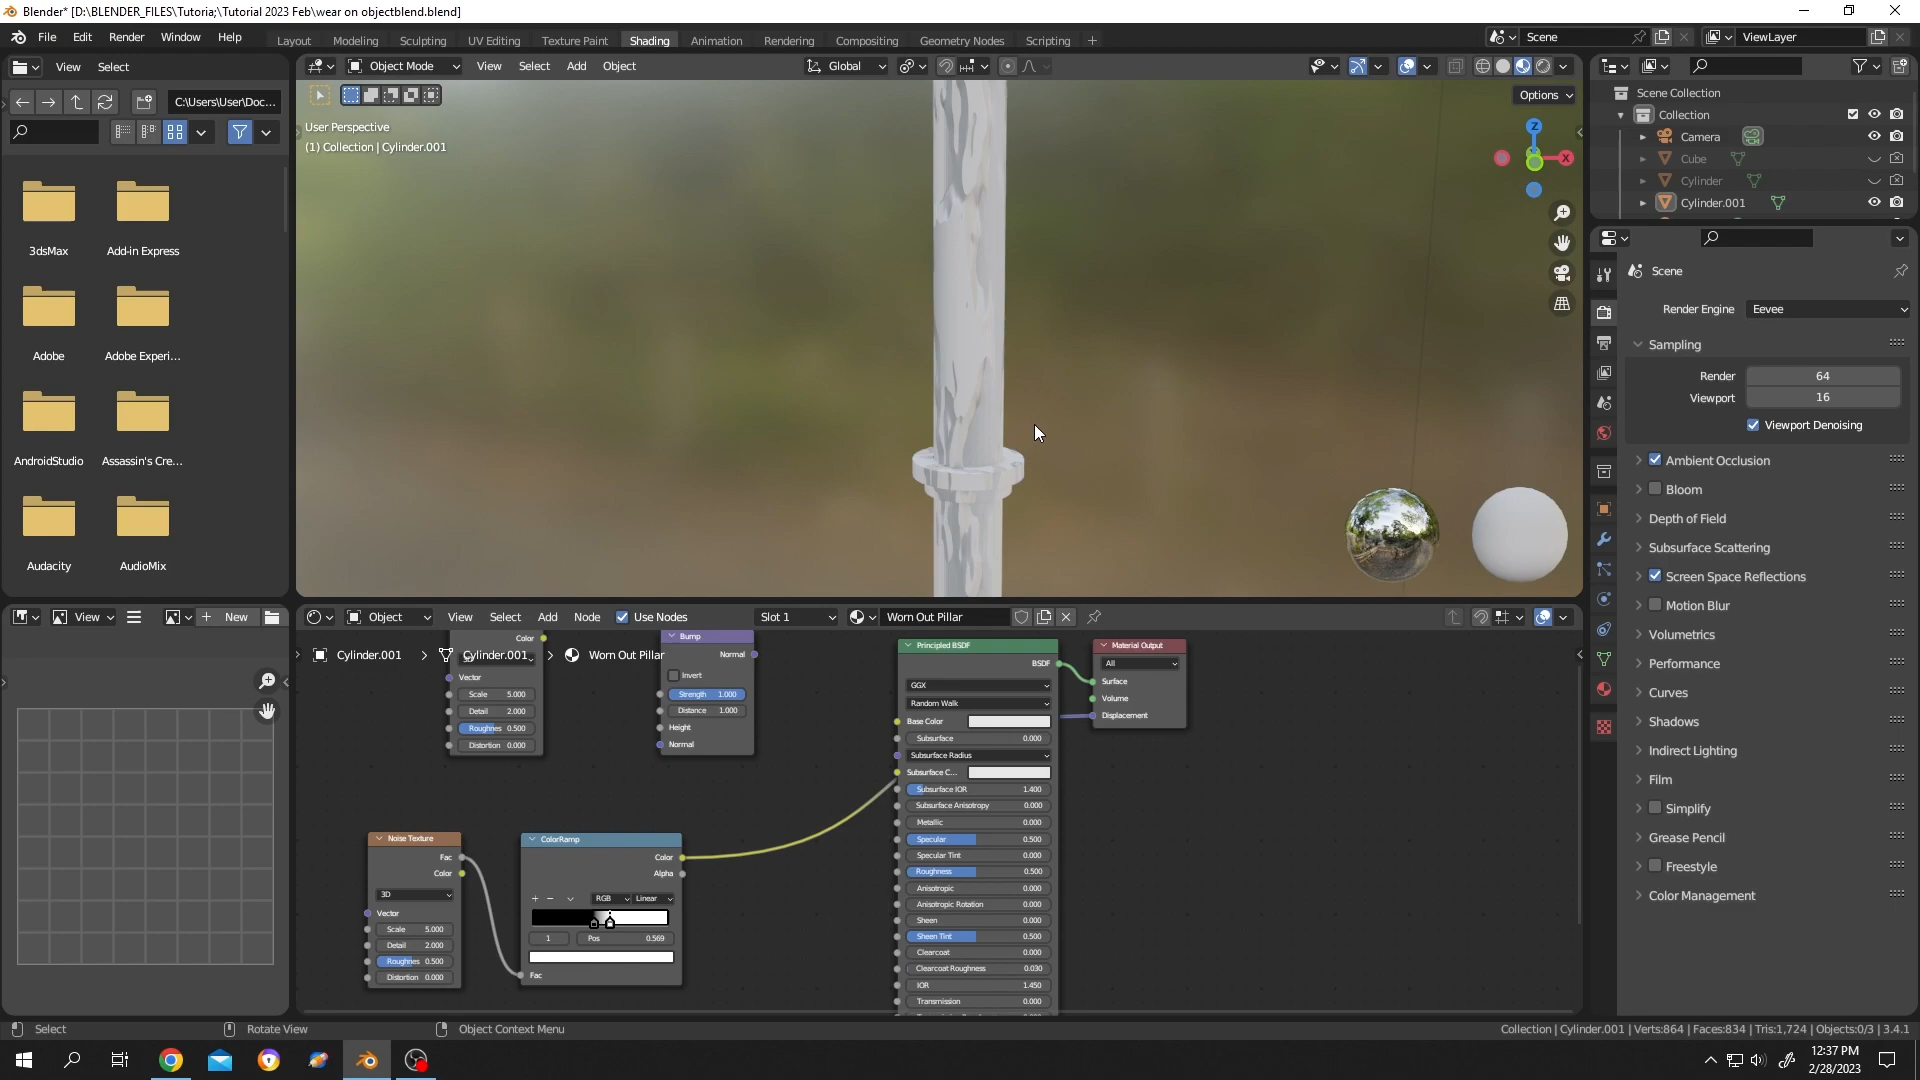 Blender* [D:\BLENDER_FILES\Tutoria;\Tutorial 2023 Feb\wear on objectblend.blend]
File Edit Render Window Help Layout Modeling Sculpting UV Editing Texture Paint Shading Animation Rendering Compositing Geometry Nodes Scripting + Scene ViewLayer
View Select Object Mode View Select Add Object Global
C:\Users\User\Doc... Options
User Perspective
(1) Collection | Cylinder.001
Z
X
3dsMax Add-in Express
Adobe Adobe Experi...
AndroidStudio Assassin's Cre...
Audacity AudioMix
Scene Collection
Collection
Camera
Cube
Cylinder
Cylinder.001
Scene
Render Engine Eevee
Sampling
Render 64
Viewport 16
Viewport Denoising
Ambient Occlusion
Bloom
Depth of Field
Subsurface Scattering
Screen Space Reflections
Motion Blur
Volumetrics
Performance
Curves
Shadows
Indirect Lighting
Film
Simplify
Grease Pencil
Freestyle
Color Management
View + New Object View Select Add Node Use Nodes Slot 1 Worn Out Pillar
Cylinder.001 > Cylinder.001 > Worn Out Pillar
Color
Vector
Scale 5.000
Detail 2.000
Roughnes 0.500
Distortion 0.000
Bump
Normal
Invert
Strength 1.000
Distance 1.000
Height
Normal
Noise Texture
Fac
Color
3D
Vector
Scale 5.000
Detail 2.000
Roughnes 0.500
Distortion 0.000
ColorRamp
Color
Alpha
+ − RGB Linear
1 Pos 0.569
Fac
Principled BSDF
BSDF
GGX
Random Walk
Base Color
Subsurface 0.000
Subsurface Radius
Subsurface C...
Subsurface IOR 1.400
Subsurface Anisotropy 0.000
Metallic 0.000
Specular 0.500
Specular Tint 0.000
Roughness 0.500
Anisotropic 0.000
Anisotropic Rotation 0.000
Sheen 0.000
Sheen Tint 0.500
Clearcoat 0.000
Clearcoat Roughness 0.030
IOR 1.450
Transmission 0.000
Material Output
All
Surface
Volume
Displacement
Select Rotate View Object Context Menu Collection | Cylinder.001 | Verts:864 | Faces:834 | Tris:1,724 | Objects:0/3 | 3.4.1
12:37 PM
2/28/2023